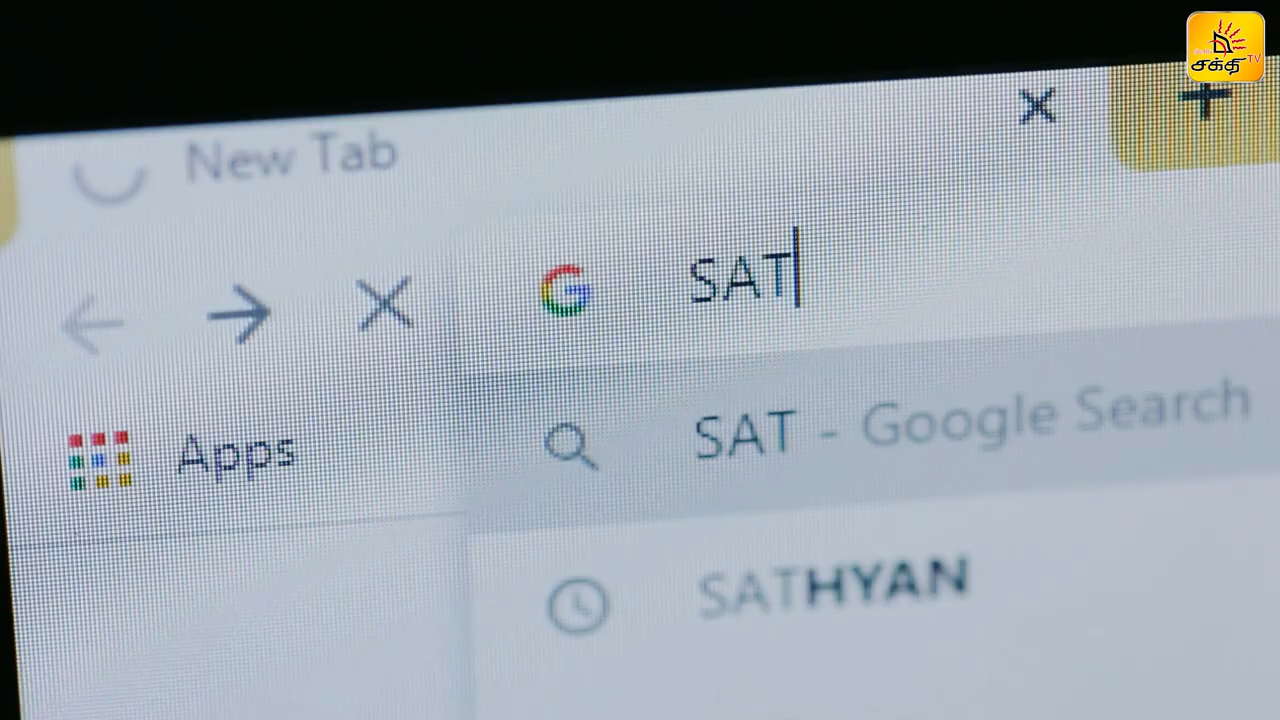 சக்தி TV
New Tab
SAT
Apps
SAT - Google Search
SATHYAN